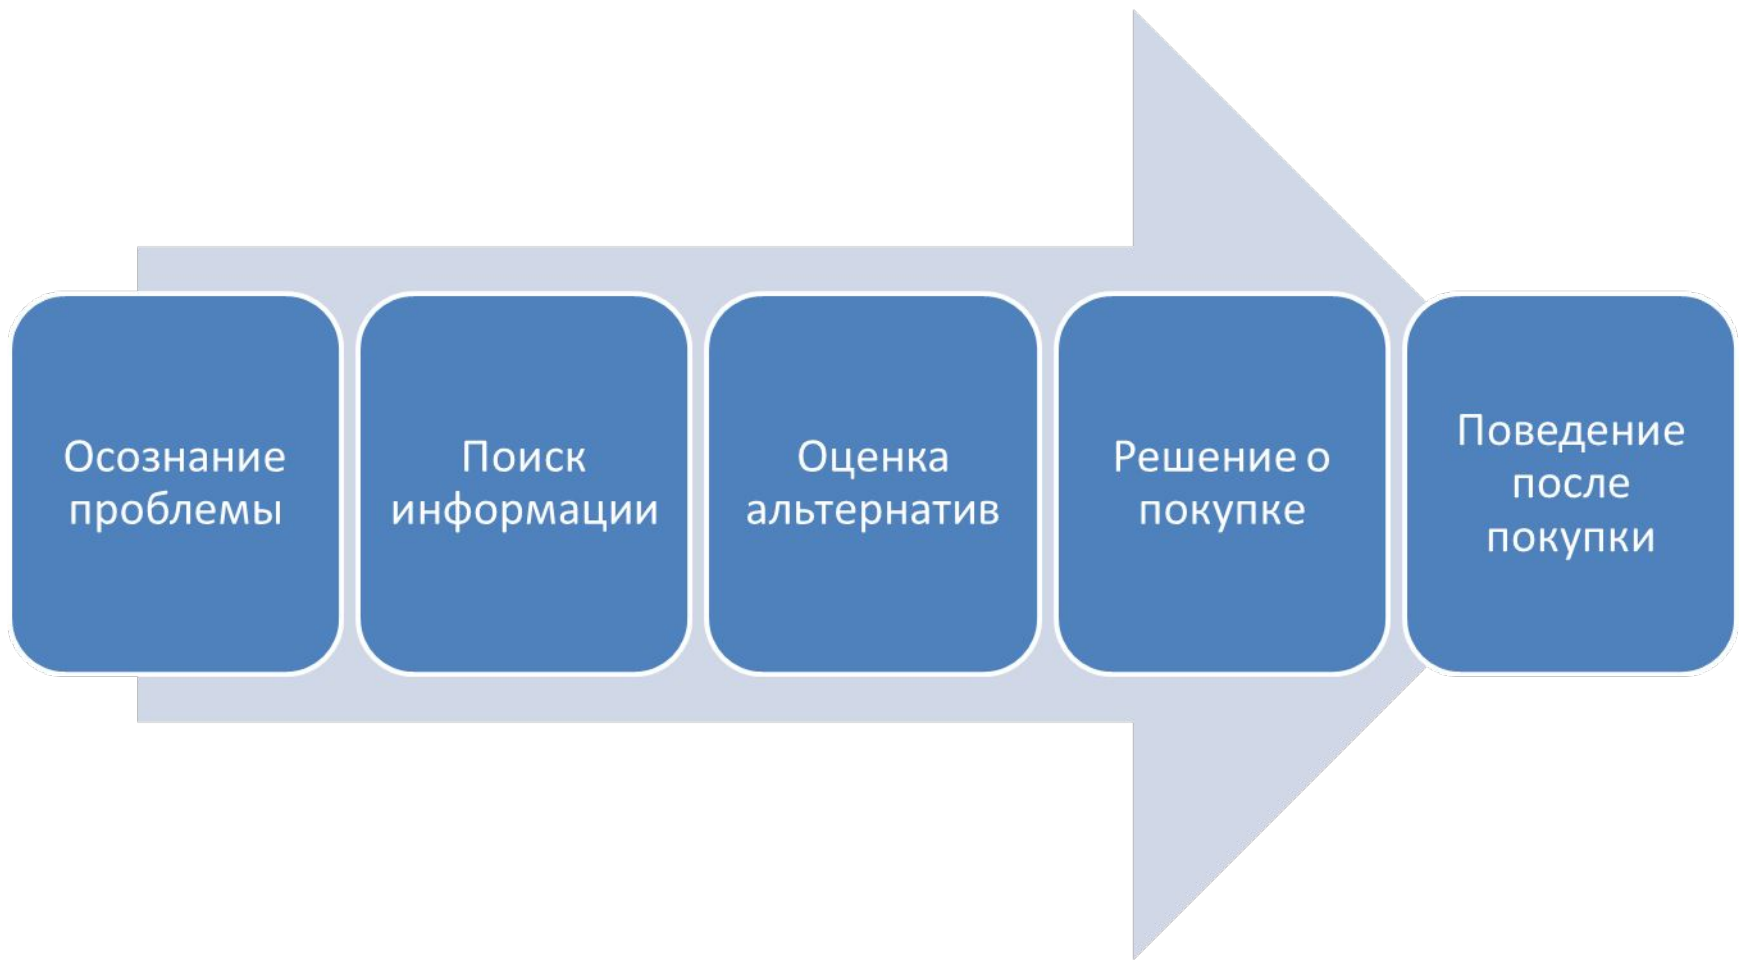 Осознание
проблемы
Поиск
информации
Оценка
альтернатив
Решение о
покупке
Поведение
после
покупки